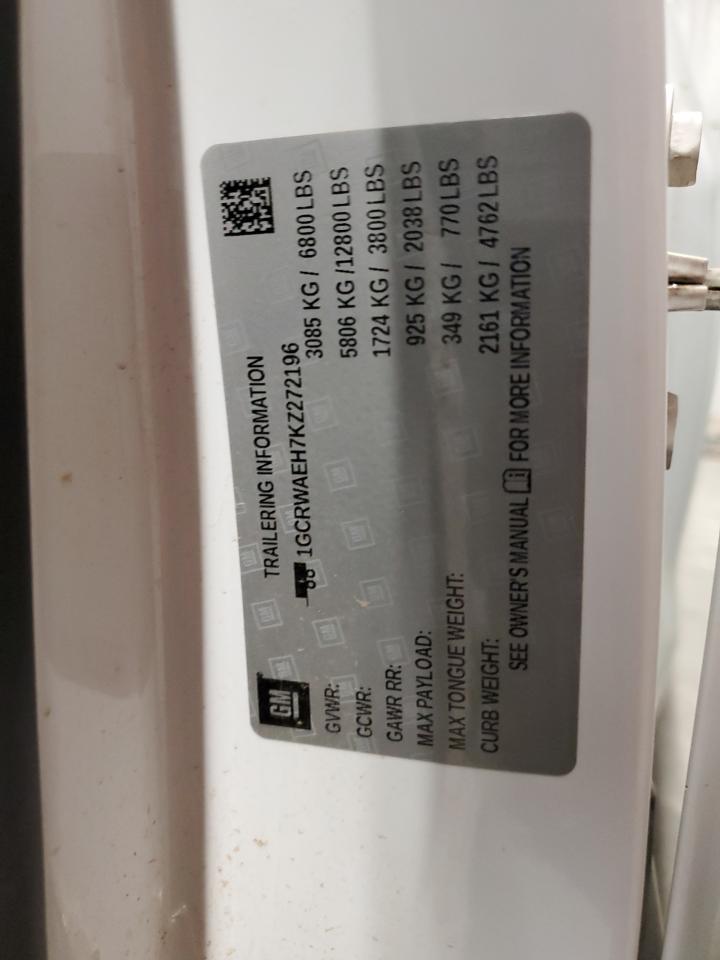 GM
TRAILERING INFORMATION
1GCRWAEH7KZ272196
GVWR: 3085 KG / 6800 LBS
GCWR: 5806 KG / 12800 LBS
GAWR RR: 1724 KG / 3800 LBS
MAX PAYLOAD: 925 KG / 2038 LBS
MAX TONGUE WEIGHT: 349 KG / 770 LBS
CURB WEIGHT: 2161 KG / 4762 LBS
SEE OWNER'S MANUAL FOR MORE INFORMATION